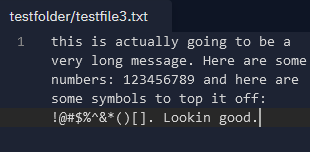 testfolder/testfile3.txt
1 this is actually going to be a
very long message. Here are some
numbers: 123456789 and here are
some symbols to top it off:
!@#$%^&*()[]. Lookin good.